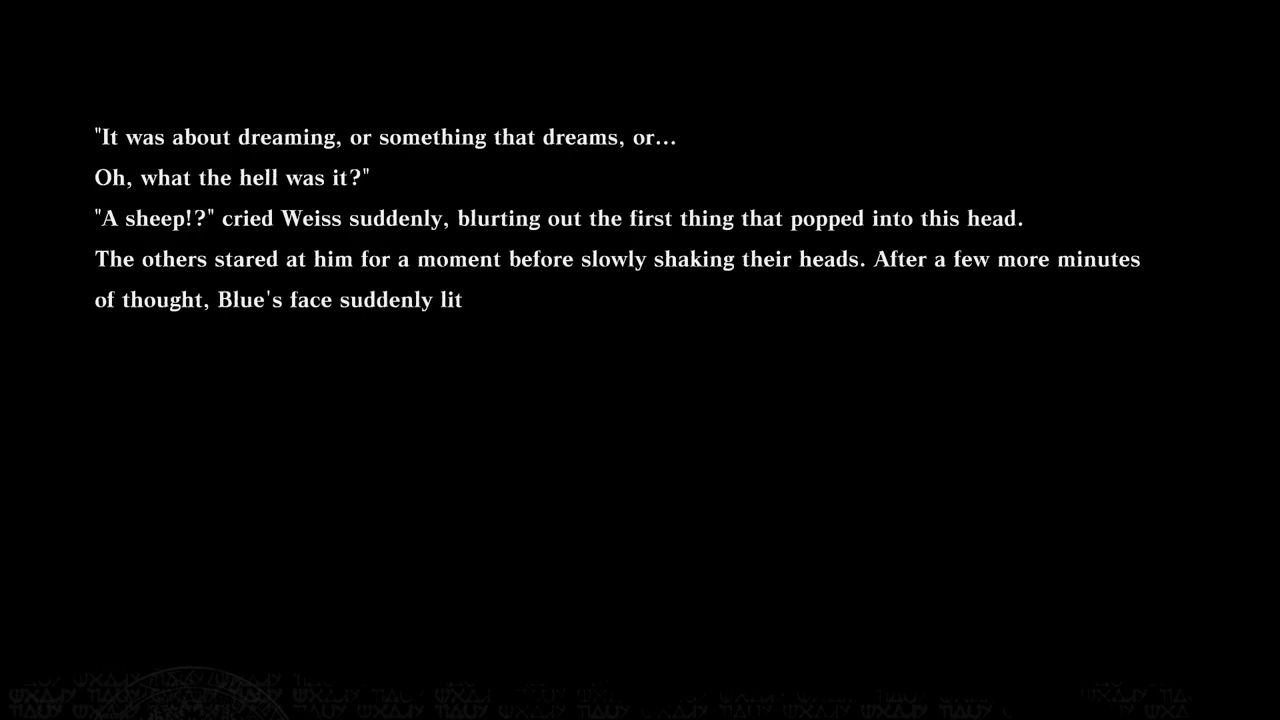 "It was about dreaming, or something that dreams, or...
Oh, what the hell was it?"
"A sheep!?" cried Weiss suddenly, blurting out the first thing that popped into this head.
The others stared at him for a moment before slowly shaking their heads. After a few more minutes
of thought, Blue's face suddenly lit